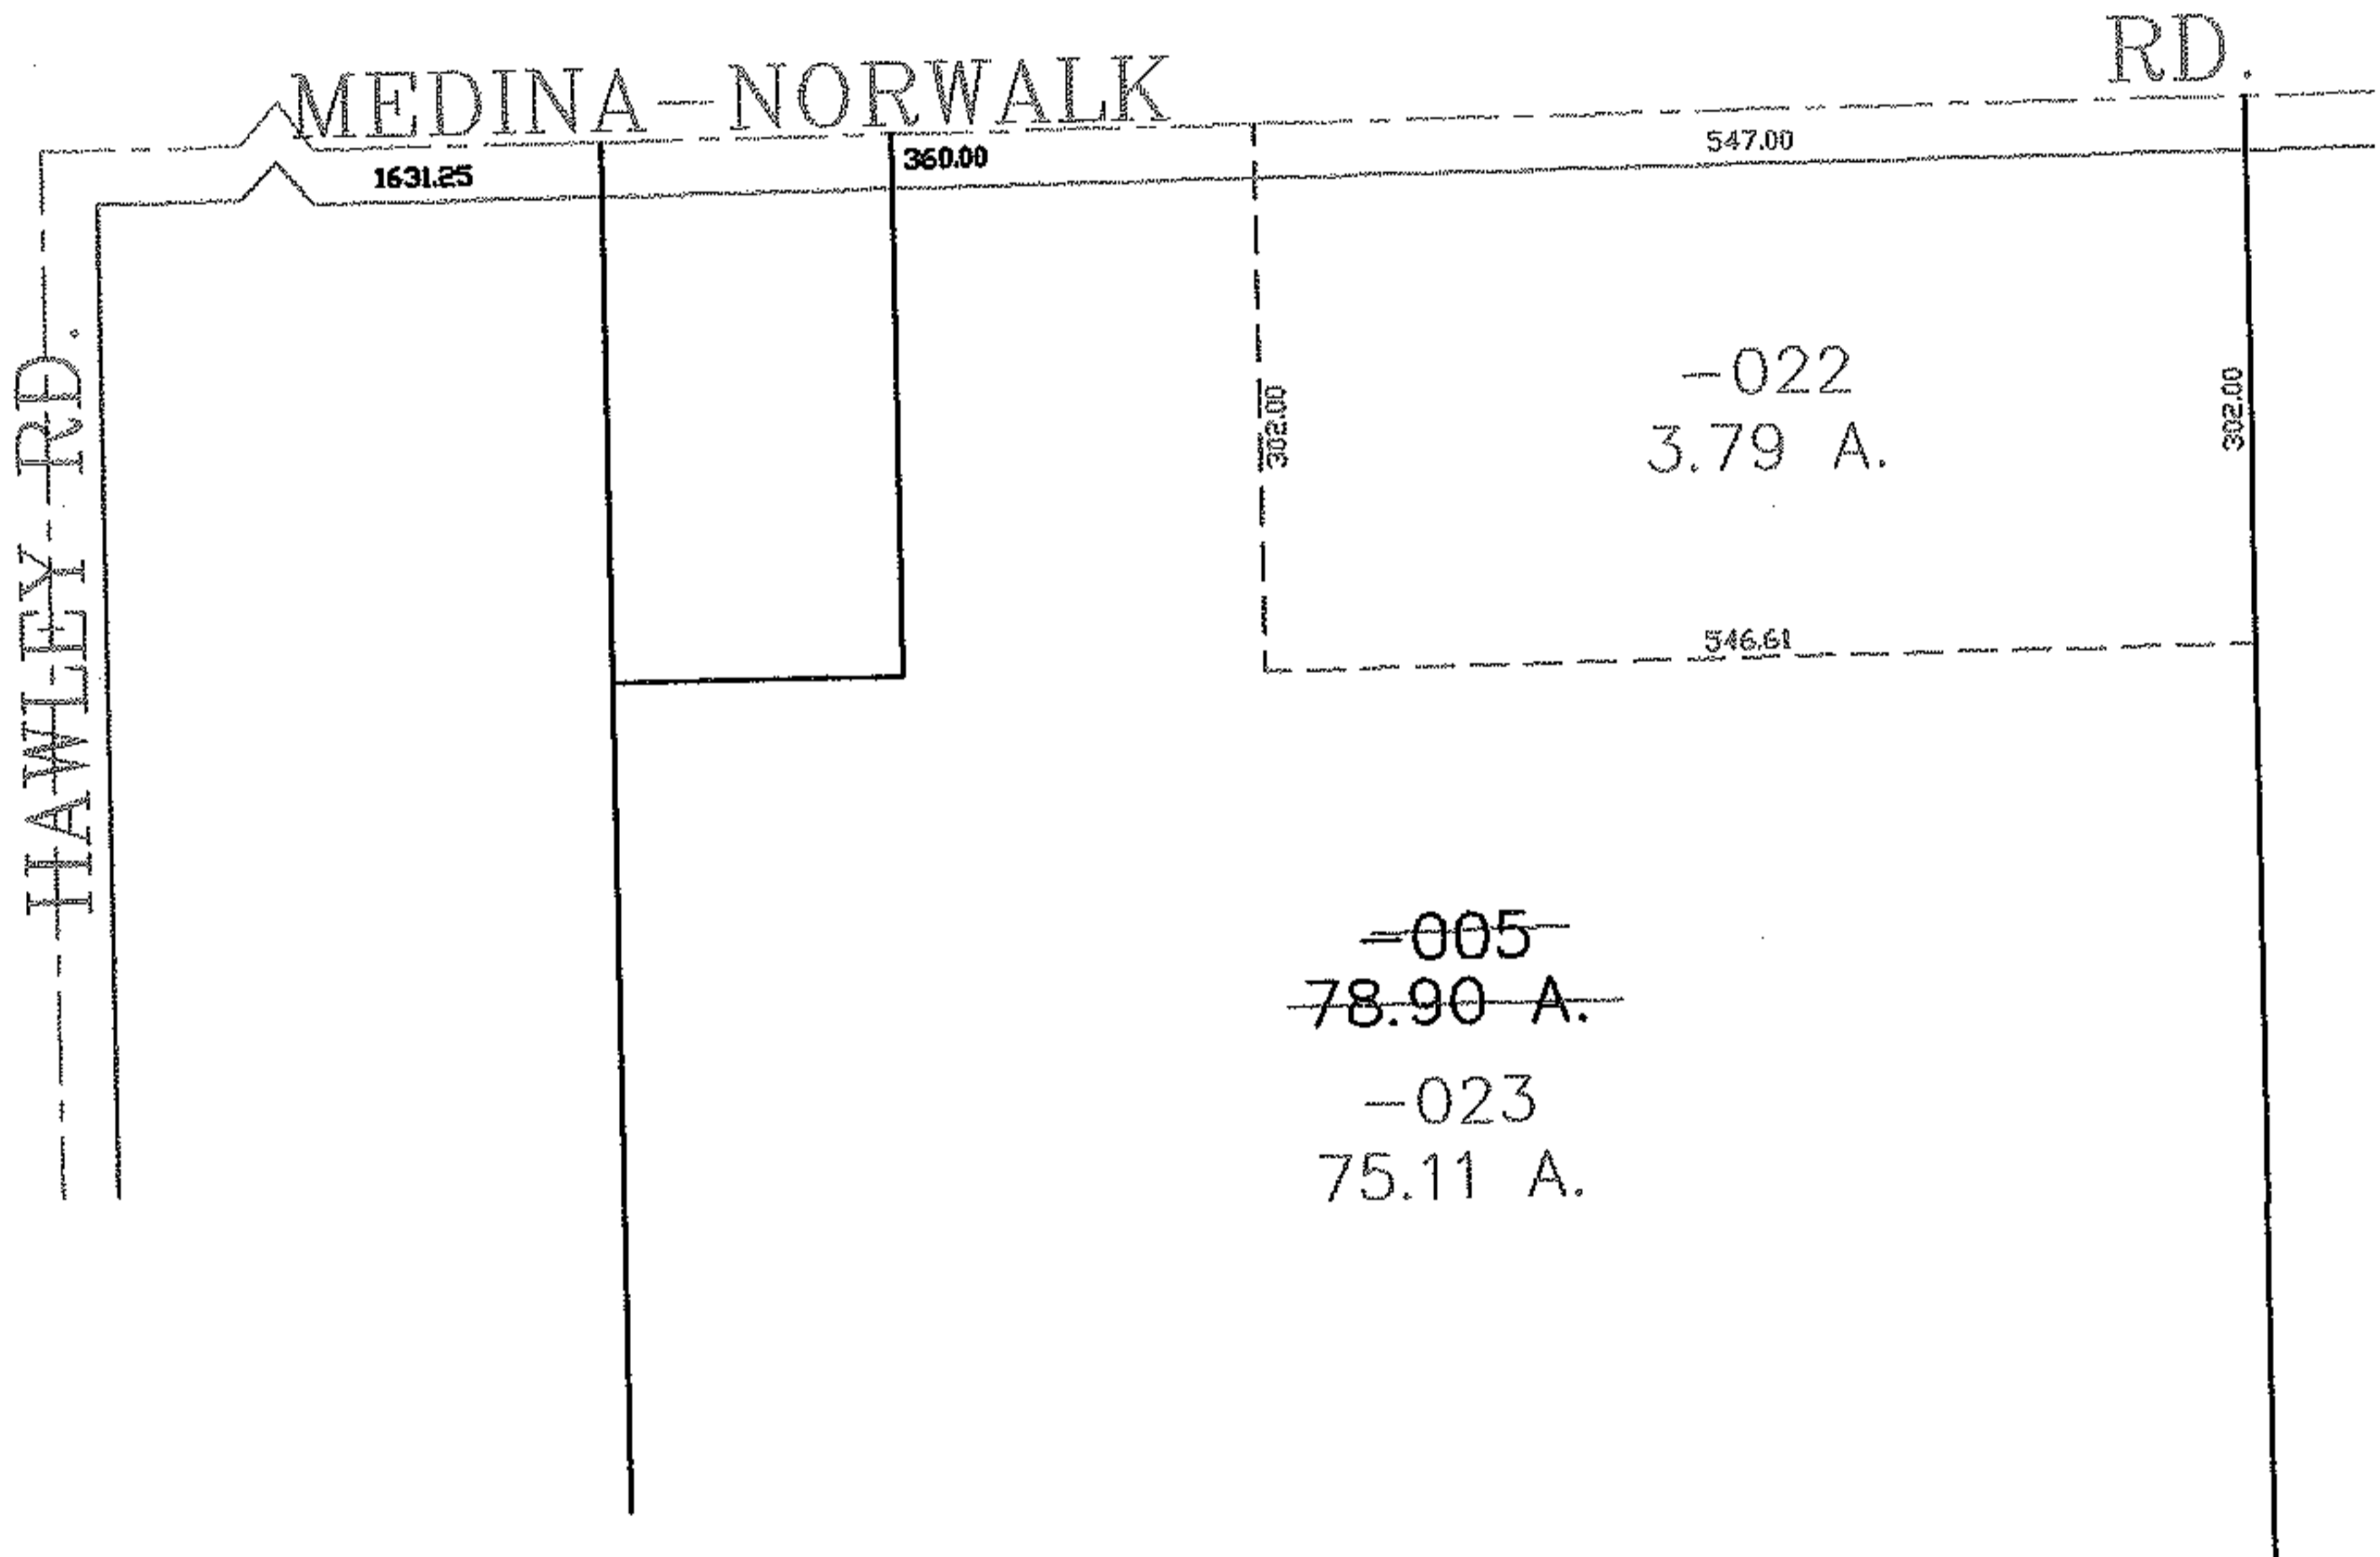 MEDINA-NORWALK RD.
1631.25
360.00
547.00
HAWLEY RD.
302.00
-022
3.79 A.
302.00
546.61
-005
78.90 A.
-023
75.11 A.